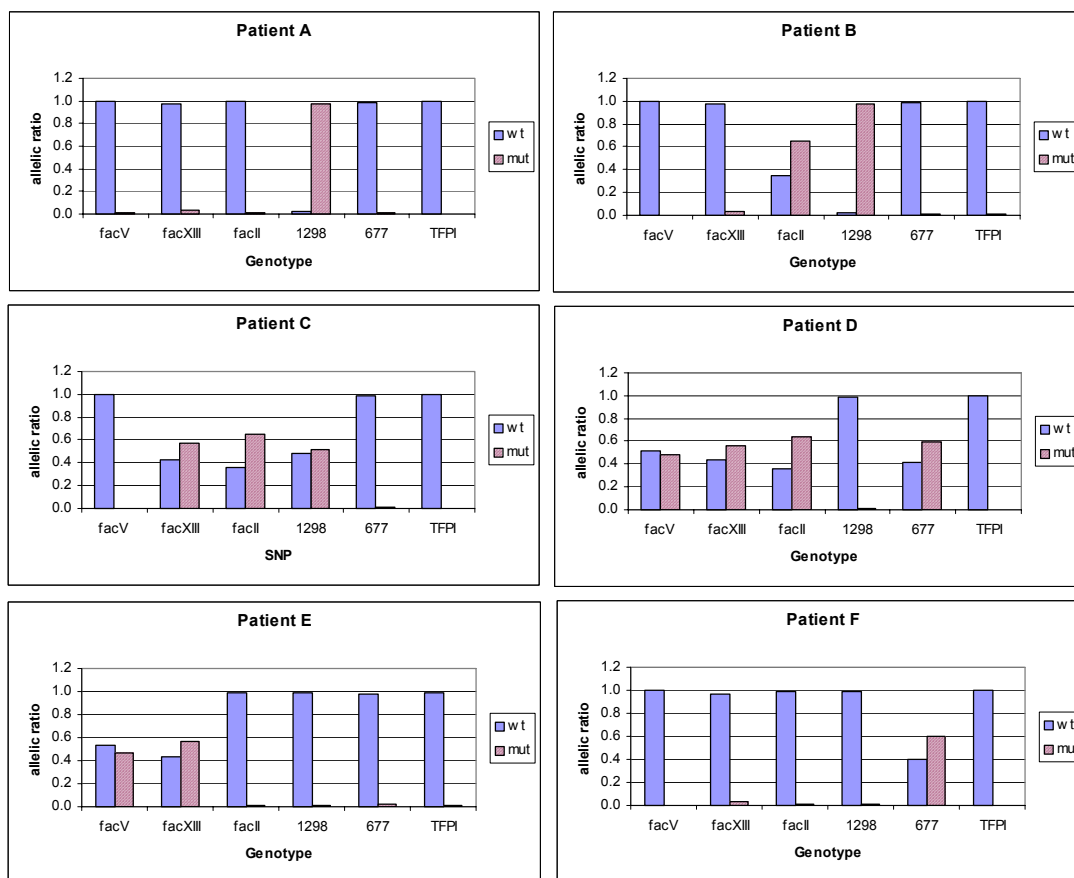 Patient A
allelic ratio
1.2
1.0
0.8
0.6
0.4
0.2
0.0
facV facXIII facII 1298 677 TFPI
Genotype
wt
mut
Patient B
allelic ratio
1.2
1.0
0.8
0.6
0.4
0.2
0.0
facV facXIII facII 1298 677 TFPI
Genotype
wt
mut
Patient C
allelic ratio
1.2
1.0
0.8
0.6
0.4
0.2
0.0
facV facXIII facII 1298 677 TFPI
SNP
wt
mut
Patient D
allelic ratio
1.2
1.0
0.8
0.6
0.4
0.2
0.0
facV facXIII facII 1298 677 TFPI
Genotype
wt
mut
Patient E
allelic ratio
1.2
1.0
0.8
0.6
0.4
0.2
0.0
facV facXIII facII 1298 677 TFPI
Genotype
wt
mut
Patient F
allelic ratio
1.2
1.0
0.8
0.6
0.4
0.2
0.0
facV facXIII facII 1298 677 TFPI
Genotype
wt
mut